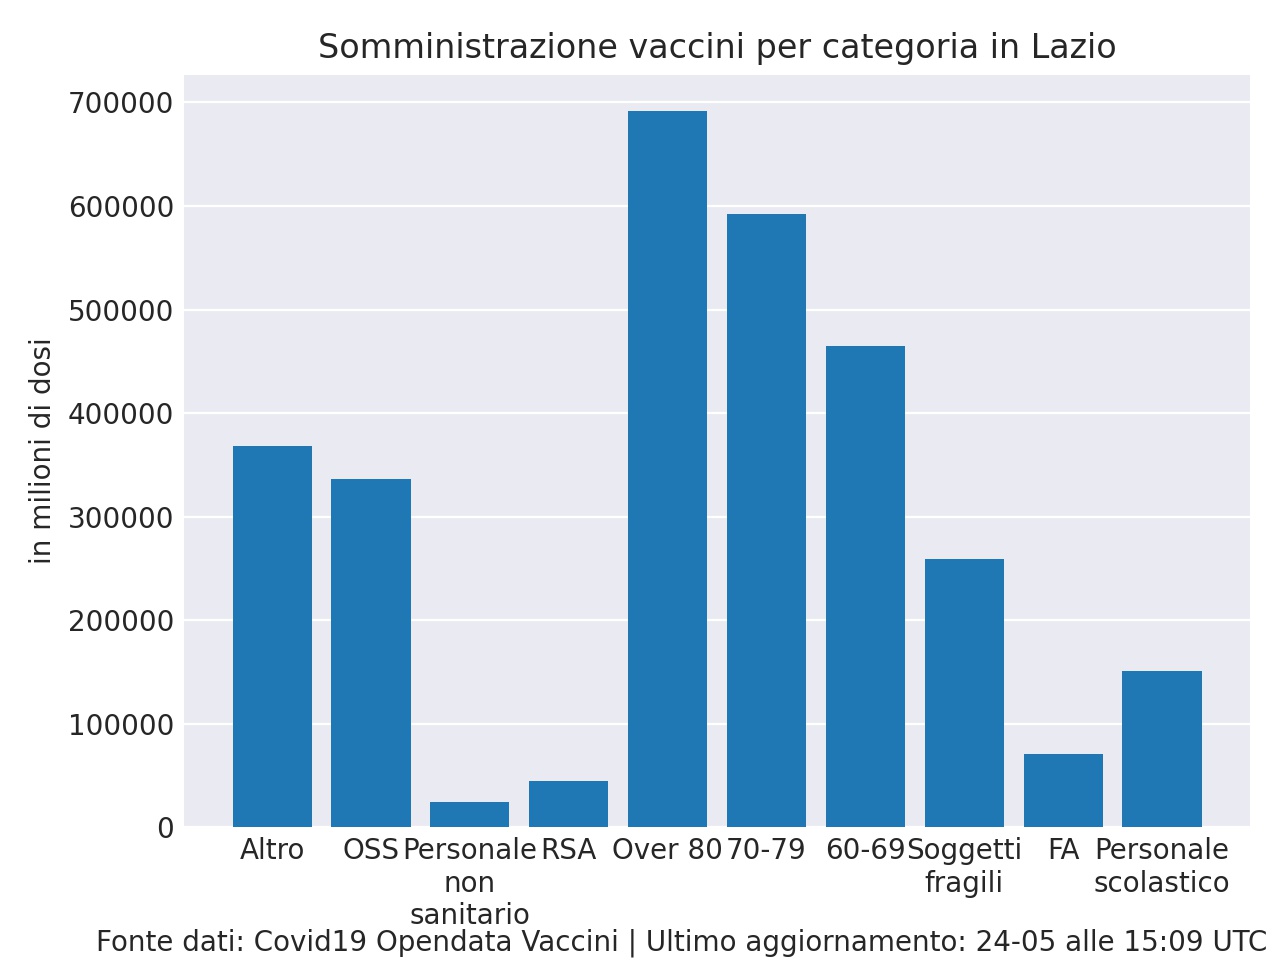 Somministrazione vaccini per categoria in Lazio
in milioni di dosi
700000
600000
500000
400000
300000
200000
100000
0
Altro
OSS
Personale
non
sanitario
RSA
Over 80
70-79
60-69
Soggetti
fragili
FA
Personale
scolastico
Fonte dati: Covid19 Opendata Vaccini | Ultimo aggiornamento: 24-05 alle 15:09 UTC